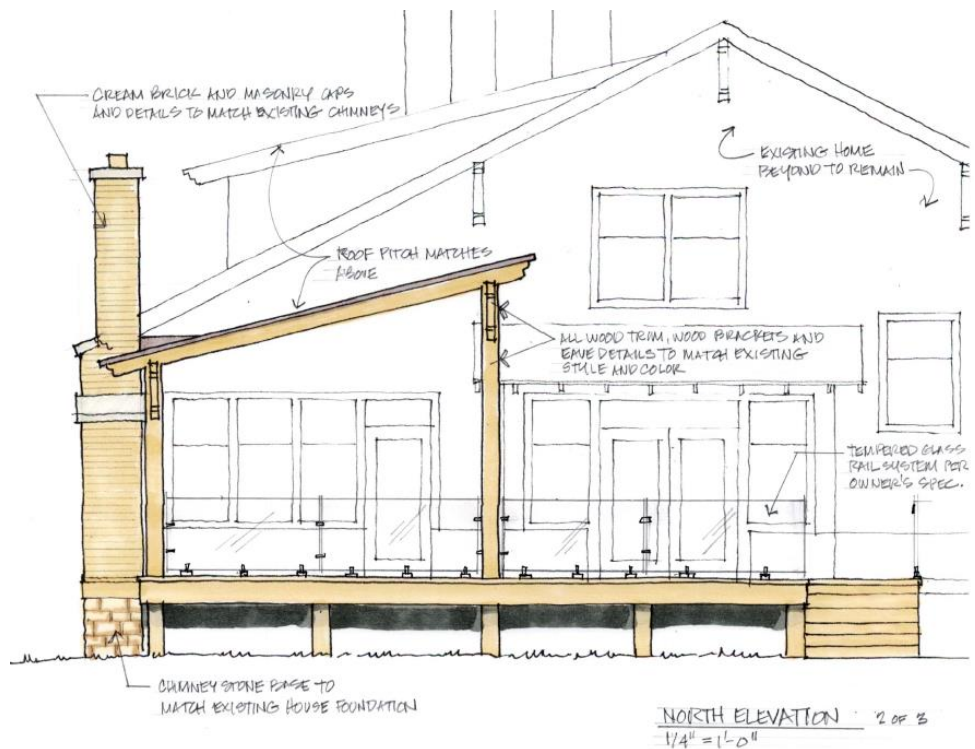 CREAM BRICK AND MASONRY CAPS
AND DETAILS TO MATCH EXISTING CHIMNEYS
EXISTING HOME
BEYOND TO REMAIN
ROOF PITCH MATCHES
ABOVE
ALL WOOD TRIM, WOOD BRACKETS AND
EAVE DETAILS TO MATCH EXISTING
STYLE AND COLOR
TEMPERED GLASS
RAIL SYSTEM PER
OWNER'S SPEC.
CHIMNEY STONE BASE TO
MATCH EXISTING HOUSE FOUNDATION
NORTH ELEVATION 2 OF 3
1/4" = 1'-0"